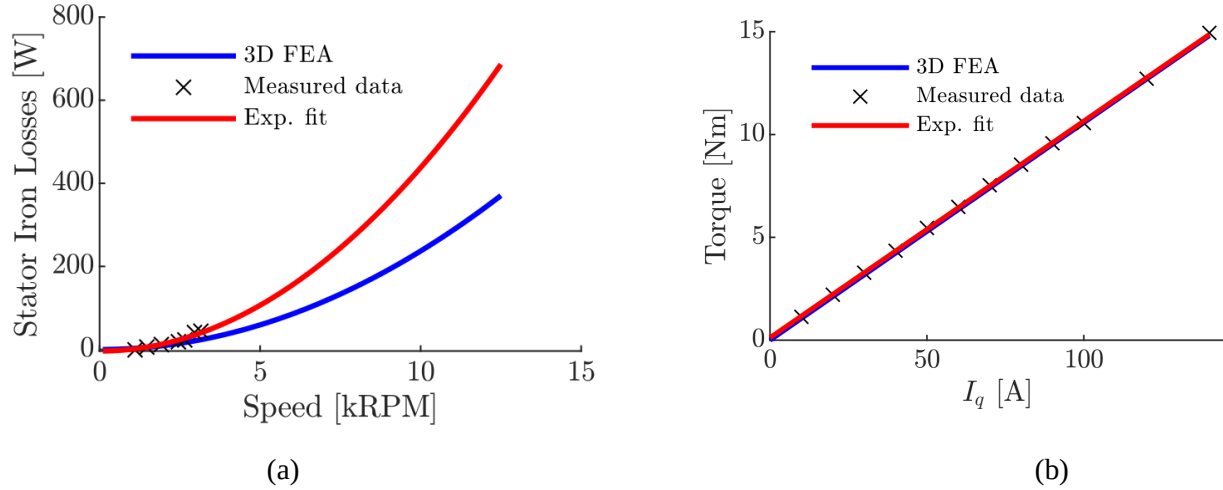 800
600
400
200
0
Stator Iron Losses [W]
3D FEA
Measured data
Exp. fit
0 5 10 15
Speed [kRPM]
(a)
15
10
5
0
Torque [Nm]
3D FEA
Measured data
Exp. fit
0 50 100
I_q [A]
(b)